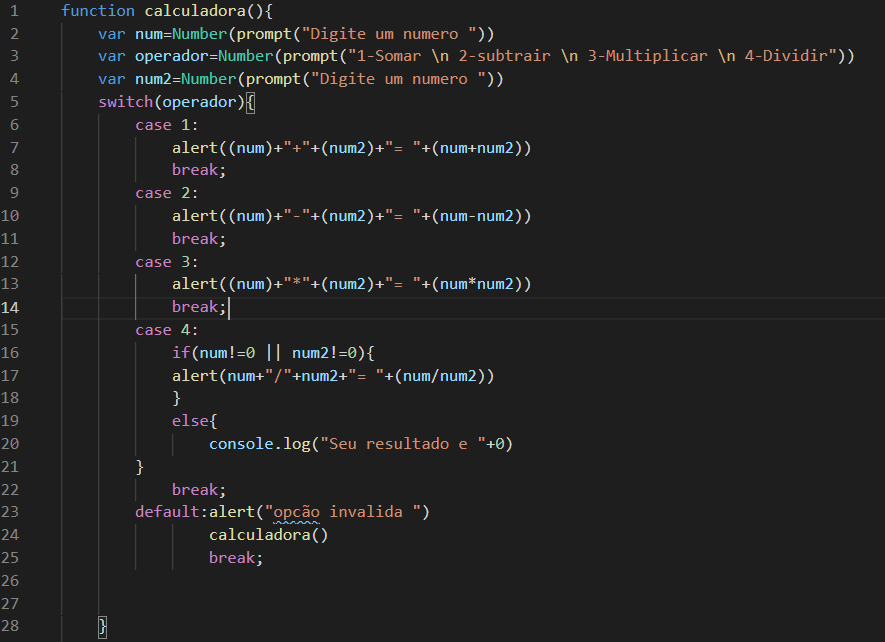 1 function calculadora(){
2 var num=Number(prompt("Digite um numero "))
3 var operador=Number(prompt("1-Somar \n 2-subtrair \n 3-Multiplicar \n 4-Dividir"))
4 var num2=Number(prompt("Digite um numero "))
5 switch(operador){
6 case 1:
7 alert((num)+"+"+(num2)+"= "+(num+num2))
8 break;
9 case 2:
10 alert((num)+"-"+(num2)+"= "+(num-num2))
11 break;
12 case 3:
13 alert((num)+"*"+(num2)+"= "+(num*num2))
14 break;
15 case 4:
16 if(num!=0 || num2!=0){
17 alert(num+"/"+num2+"= "+(num/num2))
18 }
19 else{
20 console.log("Seu resultado e "+0)
21 }
22 break;
23 default:alert("opcão invalida ")
24 calculadora()
25 break;
26
27
28 }